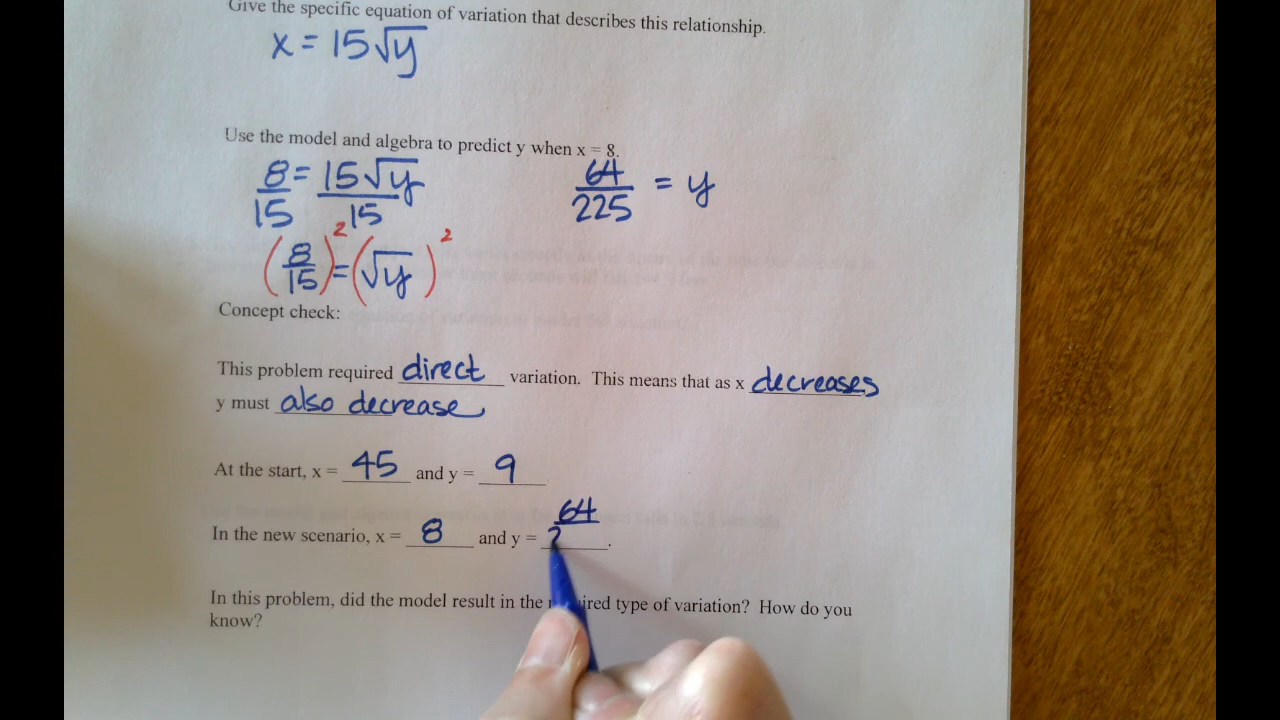 Give the specific equation of variation that describes this relationship.
x = 15√y
Use the model and algebra to predict y when x = 8.
8/15 = 15√y/15
64/225 = y
(8/15)² = (√y)²
Concept check:
This problem required direct variation. This means that as x decreases
y must also decrease
At the start, x = 45 and y = 9
In the new scenario, x = 8 and y = 64/2.
In this problem, did the model result in the type of variation? How do you
know?